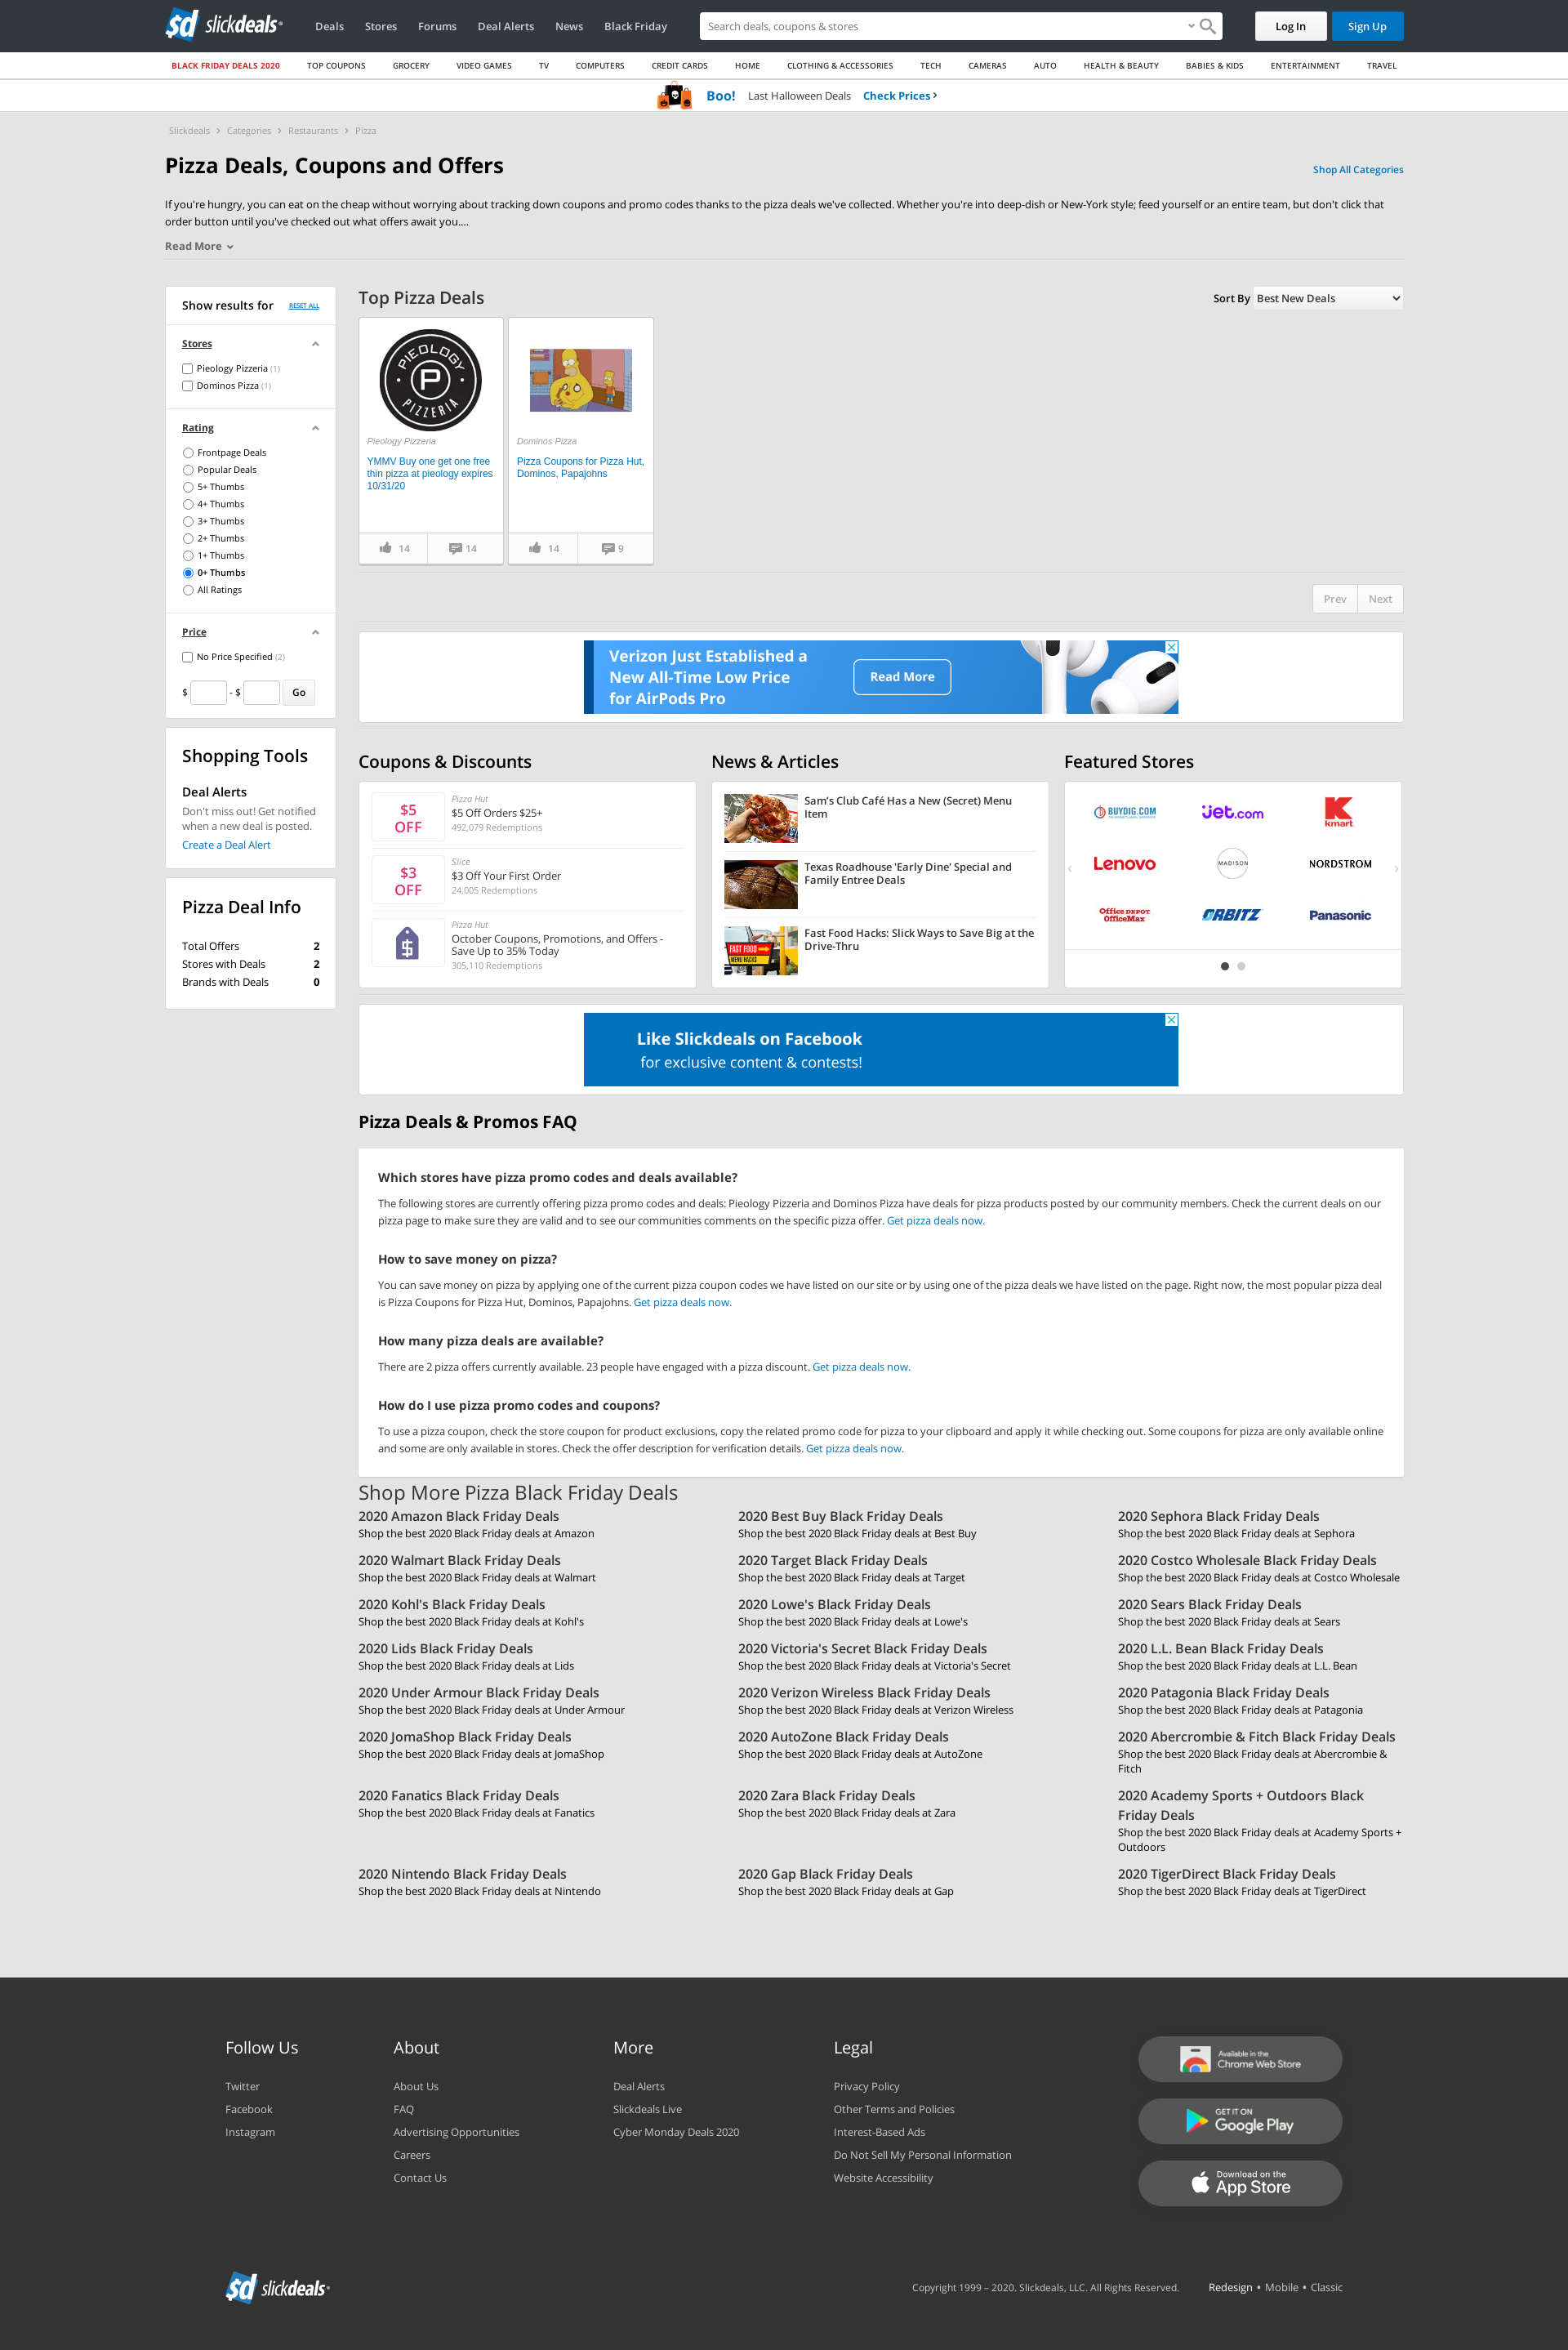 sd slickdeals
Deals Stores Forums Deal Alerts News Black Friday
Search deals, coupons & stores
Log In Sign Up
BLACK FRIDAY DEALS 2020 TOP COUPONS GROCERY VIDEO GAMES TV COMPUTERS CREDIT CARDS HOME CLOTHING & ACCESSORIES TECH CAMERAS AUTO HEALTH & BEAUTY BABIES & KIDS ENTERTAINMENT TRAVEL
Boo! Last Halloween Deals Check Prices
Slickdeals › Categories › Restaurants › Pizza
Pizza Deals, Coupons and Offers
Shop All Categories
If you're hungry, you can eat on the cheap without worrying about tracking down coupons and promo codes thanks to the pizza deals we've collected. Whether you're into deep-dish or New-York style; feed yourself or an entire team, but don't click that
order button until you've checked out what offers await you....
Read More
Show results for RESET ALL
Stores
Pieology Pizzeria (1)
Dominos Pizza (1)
Rating
Frontpage Deals
Popular Deals
5+ Thumbs
4+ Thumbs
3+ Thumbs
2+ Thumbs
1+ Thumbs
0+ Thumbs
All Ratings
Price
No Price Specified (2)
$ - $ Go
Shopping Tools
Deal Alerts
Don't miss out! Get notified
when a new deal is posted.
Create a Deal Alert
Pizza Deal Info
Total Offers 2
Stores with Deals 2
Brands with Deals 0
Top Pizza Deals
Sort By Best New Deals
PIEOLOGY
P
PIZZERIA
Pieology Pizzeria
YMMV Buy one get one free
thin pizza at pieology expires
10/31/20
14 14
Dominos Pizza
Pizza Coupons for Pizza Hut,
Dominos, Papajohns
14 9
Prev Next
Verizon Just Established a
New All-Time Low Price
for AirPods Pro
Read More
Coupons & Discounts
$5
OFF
Pizza Hut
$5 Off Orders $25+
492,079 Redemptions
$3
OFF
Slice
$3 Off Your First Order
24,005 Redemptions
$
Pizza Hut
October Coupons, Promotions, and Offers -
Save Up to 35% Today
305,110 Redemptions
News & Articles
Sam's Club Café Has a New (Secret) Menu
Item
Texas Roadhouse 'Early Dine' Special and
Family Entree Deals
FAST FOOD
MENU HACKS
Fast Food Hacks: Slick Ways to Save Big at the
Drive-Thru
Featured Stores
BUYDIG.COM
jet.com
kmart
Lenovo
MADISON
NORDSTROM
Office DEPOT
OfficeMax
ORBITZ
Panasonic
Like Slickdeals on Facebook
for exclusive content & contests!
Pizza Deals & Promos FAQ
Which stores have pizza promo codes and deals available?
The following stores are currently offering pizza promo codes and deals: Pieology Pizzeria and Dominos Pizza have deals for pizza products posted by our community members. Check the current deals on our
pizza page to make sure they are valid and to see our communities comments on the specific pizza offer. Get pizza deals now.
How to save money on pizza?
You can save money on pizza by applying one of the current pizza coupon codes we have listed on our site or by using one of the pizza deals we have listed on the page. Right now, the most popular pizza deal
is Pizza Coupons for Pizza Hut, Dominos, Papajohns. Get pizza deals now.
How many pizza deals are available?
There are 2 pizza offers currently available. 23 people have engaged with a pizza discount. Get pizza deals now.
How do I use pizza promo codes and coupons?
To use a pizza coupon, check the store coupon for product exclusions, copy the related promo code for pizza to your clipboard and apply it while checking out. Some coupons for pizza are only available online
and some are only available in stores. Check the offer description for verification details. Get pizza deals now.
Shop More Pizza Black Friday Deals
2020 Amazon Black Friday Deals
Shop the best 2020 Black Friday deals at Amazon
2020 Best Buy Black Friday Deals
Shop the best 2020 Black Friday deals at Best Buy
2020 Sephora Black Friday Deals
Shop the best 2020 Black Friday deals at Sephora
2020 Walmart Black Friday Deals
Shop the best 2020 Black Friday deals at Walmart
2020 Target Black Friday Deals
Shop the best 2020 Black Friday deals at Target
2020 Costco Wholesale Black Friday Deals
Shop the best 2020 Black Friday deals at Costco Wholesale
2020 Kohl's Black Friday Deals
Shop the best 2020 Black Friday deals at Kohl's
2020 Lowe's Black Friday Deals
Shop the best 2020 Black Friday deals at Lowe's
2020 Sears Black Friday Deals
Shop the best 2020 Black Friday deals at Sears
2020 Lids Black Friday Deals
Shop the best 2020 Black Friday deals at Lids
2020 Victoria's Secret Black Friday Deals
Shop the best 2020 Black Friday deals at Victoria's Secret
2020 L.L. Bean Black Friday Deals
Shop the best 2020 Black Friday deals at L.L. Bean
2020 Under Armour Black Friday Deals
Shop the best 2020 Black Friday deals at Under Armour
2020 Verizon Wireless Black Friday Deals
Shop the best 2020 Black Friday deals at Verizon Wireless
2020 Patagonia Black Friday Deals
Shop the best 2020 Black Friday deals at Patagonia
2020 JomaShop Black Friday Deals
Shop the best 2020 Black Friday deals at JomaShop
2020 AutoZone Black Friday Deals
Shop the best 2020 Black Friday deals at AutoZone
2020 Abercrombie & Fitch Black Friday Deals
Shop the best 2020 Black Friday deals at Abercrombie &
Fitch
2020 Fanatics Black Friday Deals
Shop the best 2020 Black Friday deals at Fanatics
2020 Zara Black Friday Deals
Shop the best 2020 Black Friday deals at Zara
2020 Academy Sports + Outdoors Black
Friday Deals
Shop the best 2020 Black Friday deals at Academy Sports +
Outdoors
2020 Nintendo Black Friday Deals
Shop the best 2020 Black Friday deals at Nintendo
2020 Gap Black Friday Deals
Shop the best 2020 Black Friday deals at Gap
2020 TigerDirect Black Friday Deals
Shop the best 2020 Black Friday deals at TigerDirect
Follow Us
Twitter
Facebook
Instagram
About
About Us
FAQ
Advertising Opportunities
Careers
Contact Us
More
Deal Alerts
Slickdeals Live
Cyber Monday Deals 2020
Legal
Privacy Policy
Other Terms and Policies
Interest-Based Ads
Do Not Sell My Personal Information
Website Accessibility
Available in the
Chrome Web Store
GET IT ON
Google Play
Download on the
App Store
sd slickdeals
Copyright 1999 – 2020. Slickdeals, LLC. All Rights Reserved. Redesign • Mobile • Classic